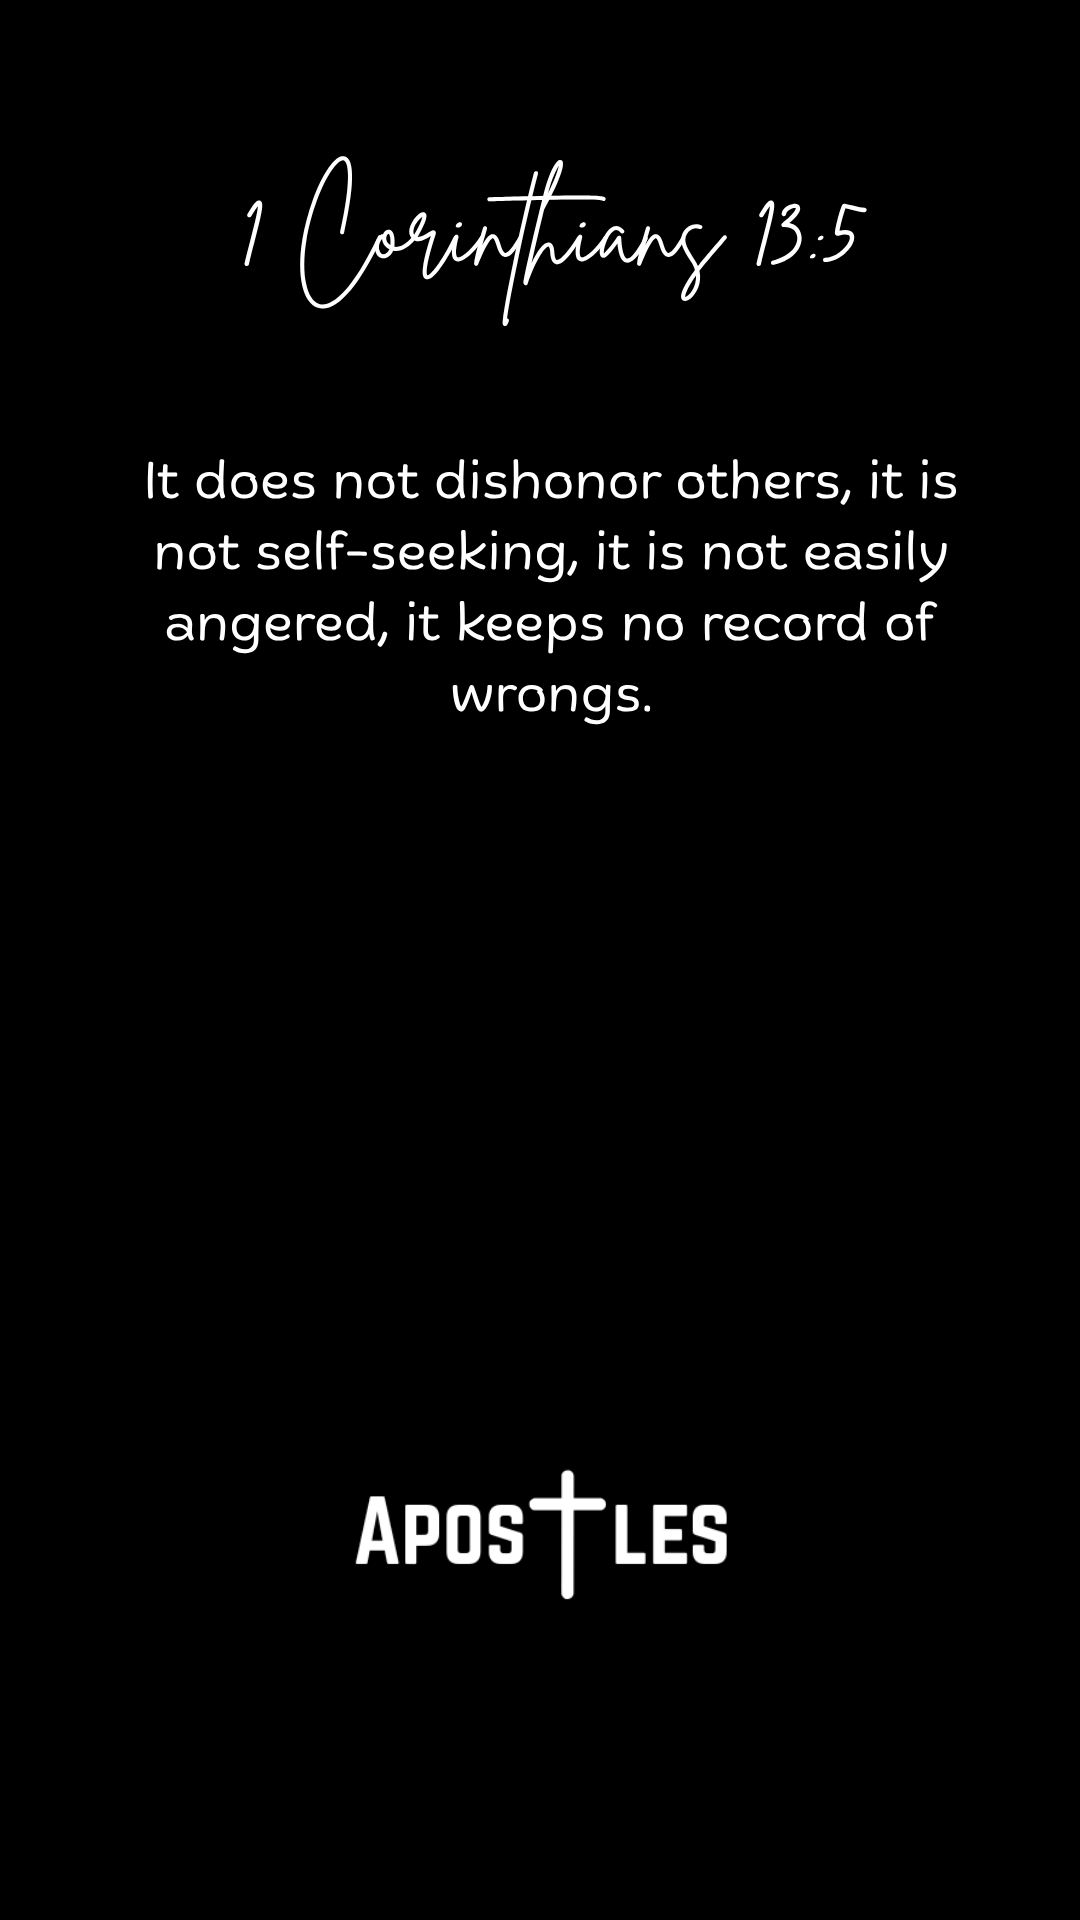 1 Corinthians 13:5
It does not dishonor others, it is
not self-seeking, it is not easily
angered, it keeps no record of
wrongs.
APOSTLES